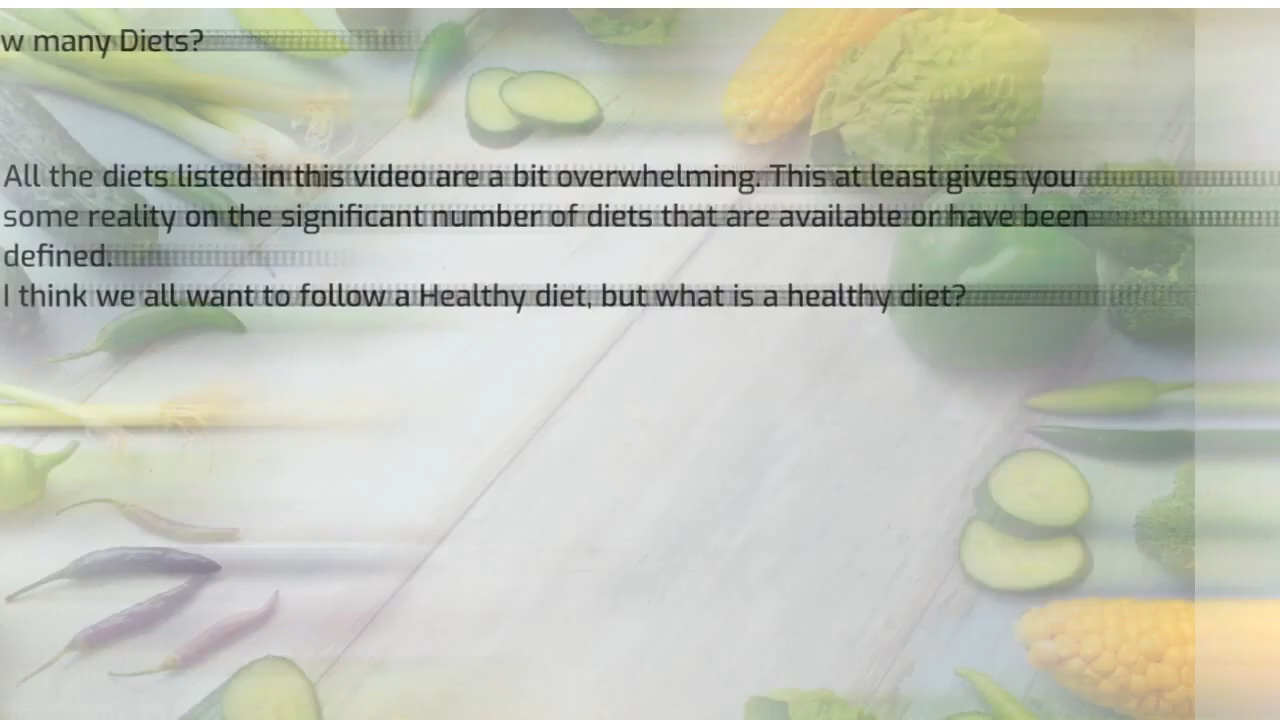 w many Diets?
All the diets listed in this video are a bit overwhelming. This at least gives you
some reality on the significant number of diets that are available or have been
defined.
I think we all want to follow a Healthy diet, but what is a healthy diet?